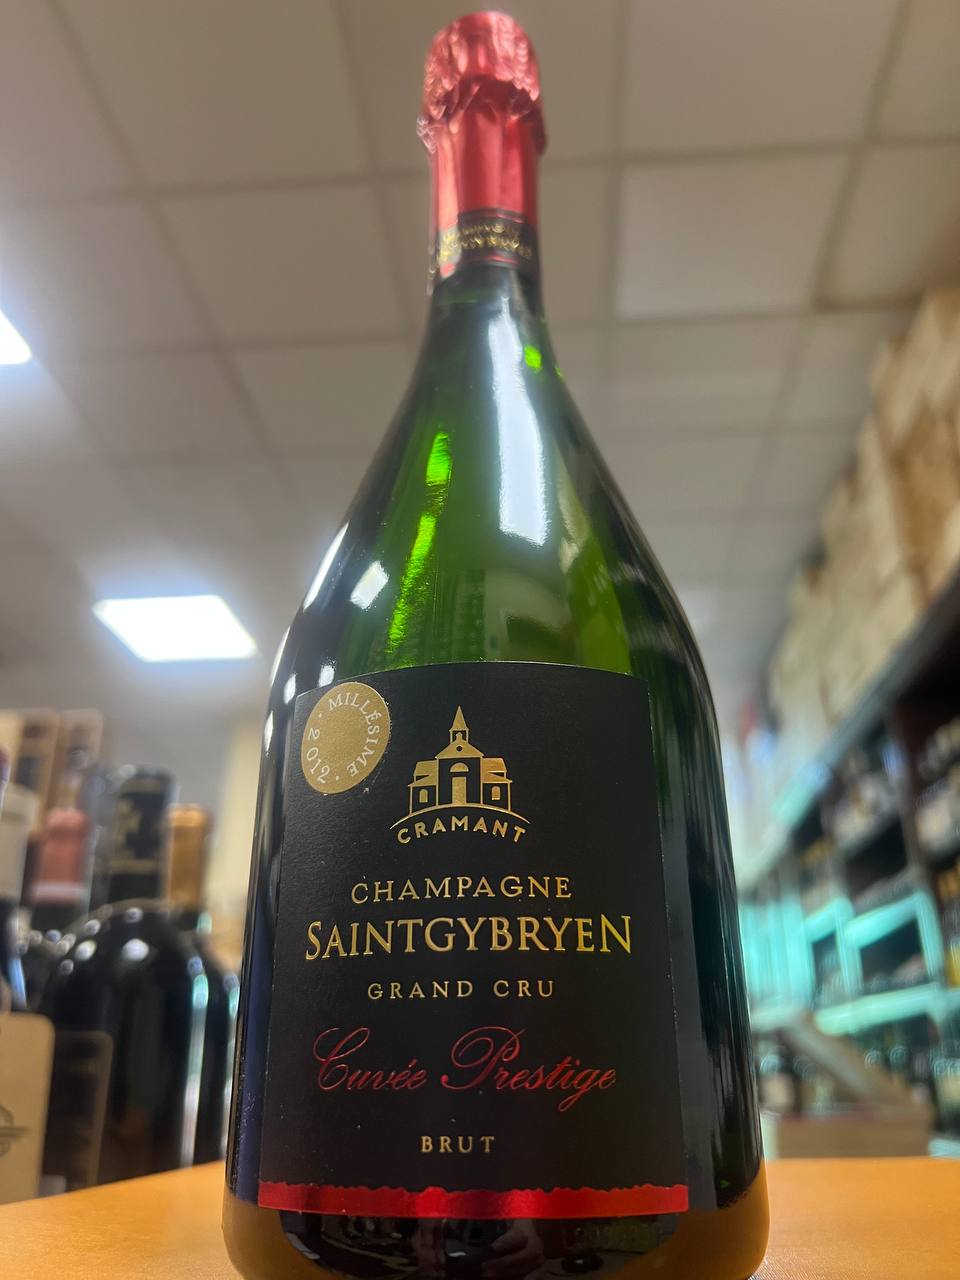 MILLÉSIME
· 2012 ·
CRAMANT
CHAMPAGNE
SAINTGYBRYEN
GRAND CRU
Cuvée Prestige
BRUT